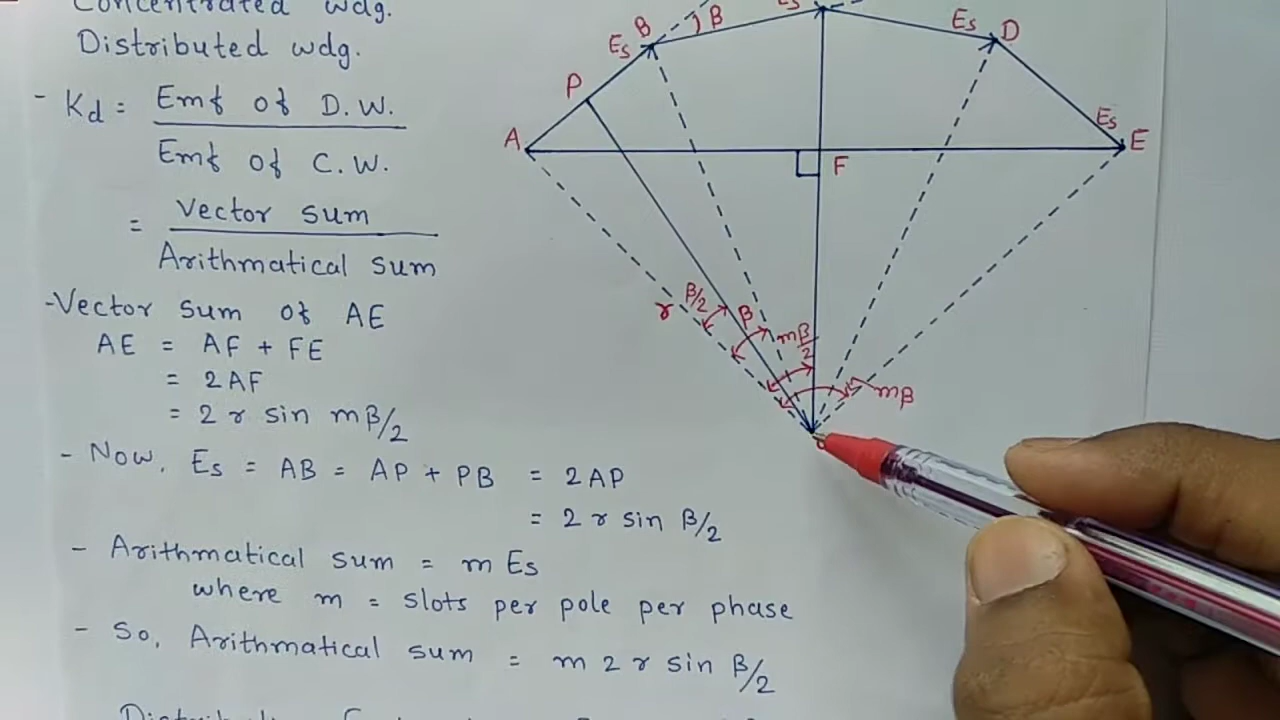 Concentrated wdg.
Distributed wdg.
- Kd = Emf of D.W.
Emf of C.W.
= Vector sum
Arithmatical sum
-Vector sum of AE
AE = AF + FE
= 2AF
= 2 r sin mβ/2
- Now, Es = AB = AP + PB = 2AP
= 2 r sin β/2
- Arithmatical sum = m Es
where m = slots per pole per phase
- So, Arithmatical sum = m 2 r sin β/2
Es
B
β
Es
Es
D
P
A
Es
E
F
r
β/2
β
mβ/2
mβ